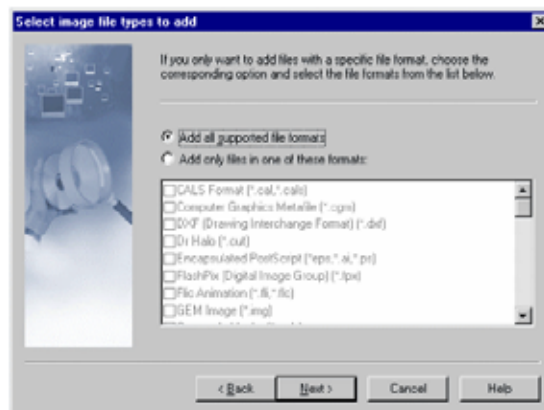 Select image file types to add
If you only want to add files with a specific file format, choose the
corresponding option and select the file formats from the list below.
Add all supported file formats
Add only files in one of these formats:
CALS Format (*.cal,*.cals)
Computer Graphics Metafile (*.cgm)
DXF (Drawing Interchange Format) (*.dxf)
Dr Halo (*.cut)
Encapsulated PostScript (*eps,*.ai,*.ps)
FlashPix (Digital Image Group) (*.fpx)
Flic Animation (*.fli,*.flc)
GEM Image (*.img)
< Back
Next >
Cancel
Help